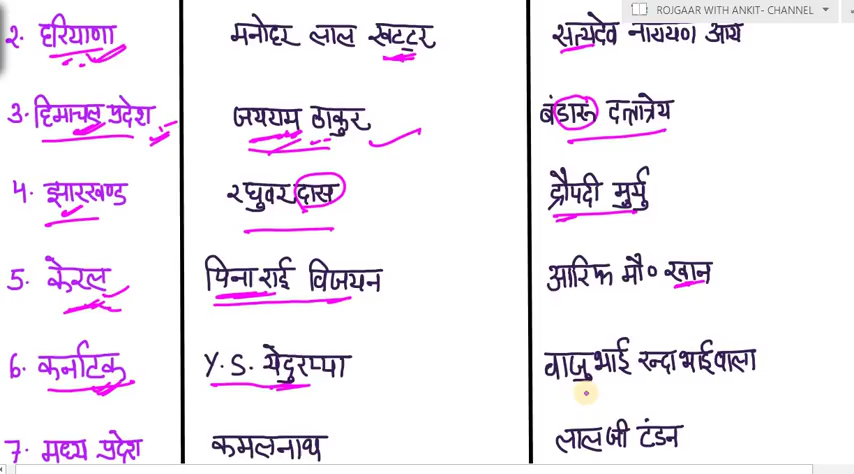 ROJGAAR WITH ANKIT- CHANNEL
2. हरियाणा मनोहर लाल खटटर सत्यदेव नारायण आर्य
3. हिमाचल प्रदेश जयराम ठाकुर बंडारू दत्तात्रेय
4. झारखण्ड रघुवर दास द्रौपदी मुर्मु
5. केरल पिनाराई विजयन आरिफ मौ० खान
6. कर्नाटक Y.S. येदुरप्पा वाजुभाई रन्दाभाईवाला
7. मध्य प्रदेश कमलनाथ लालजी टंडन